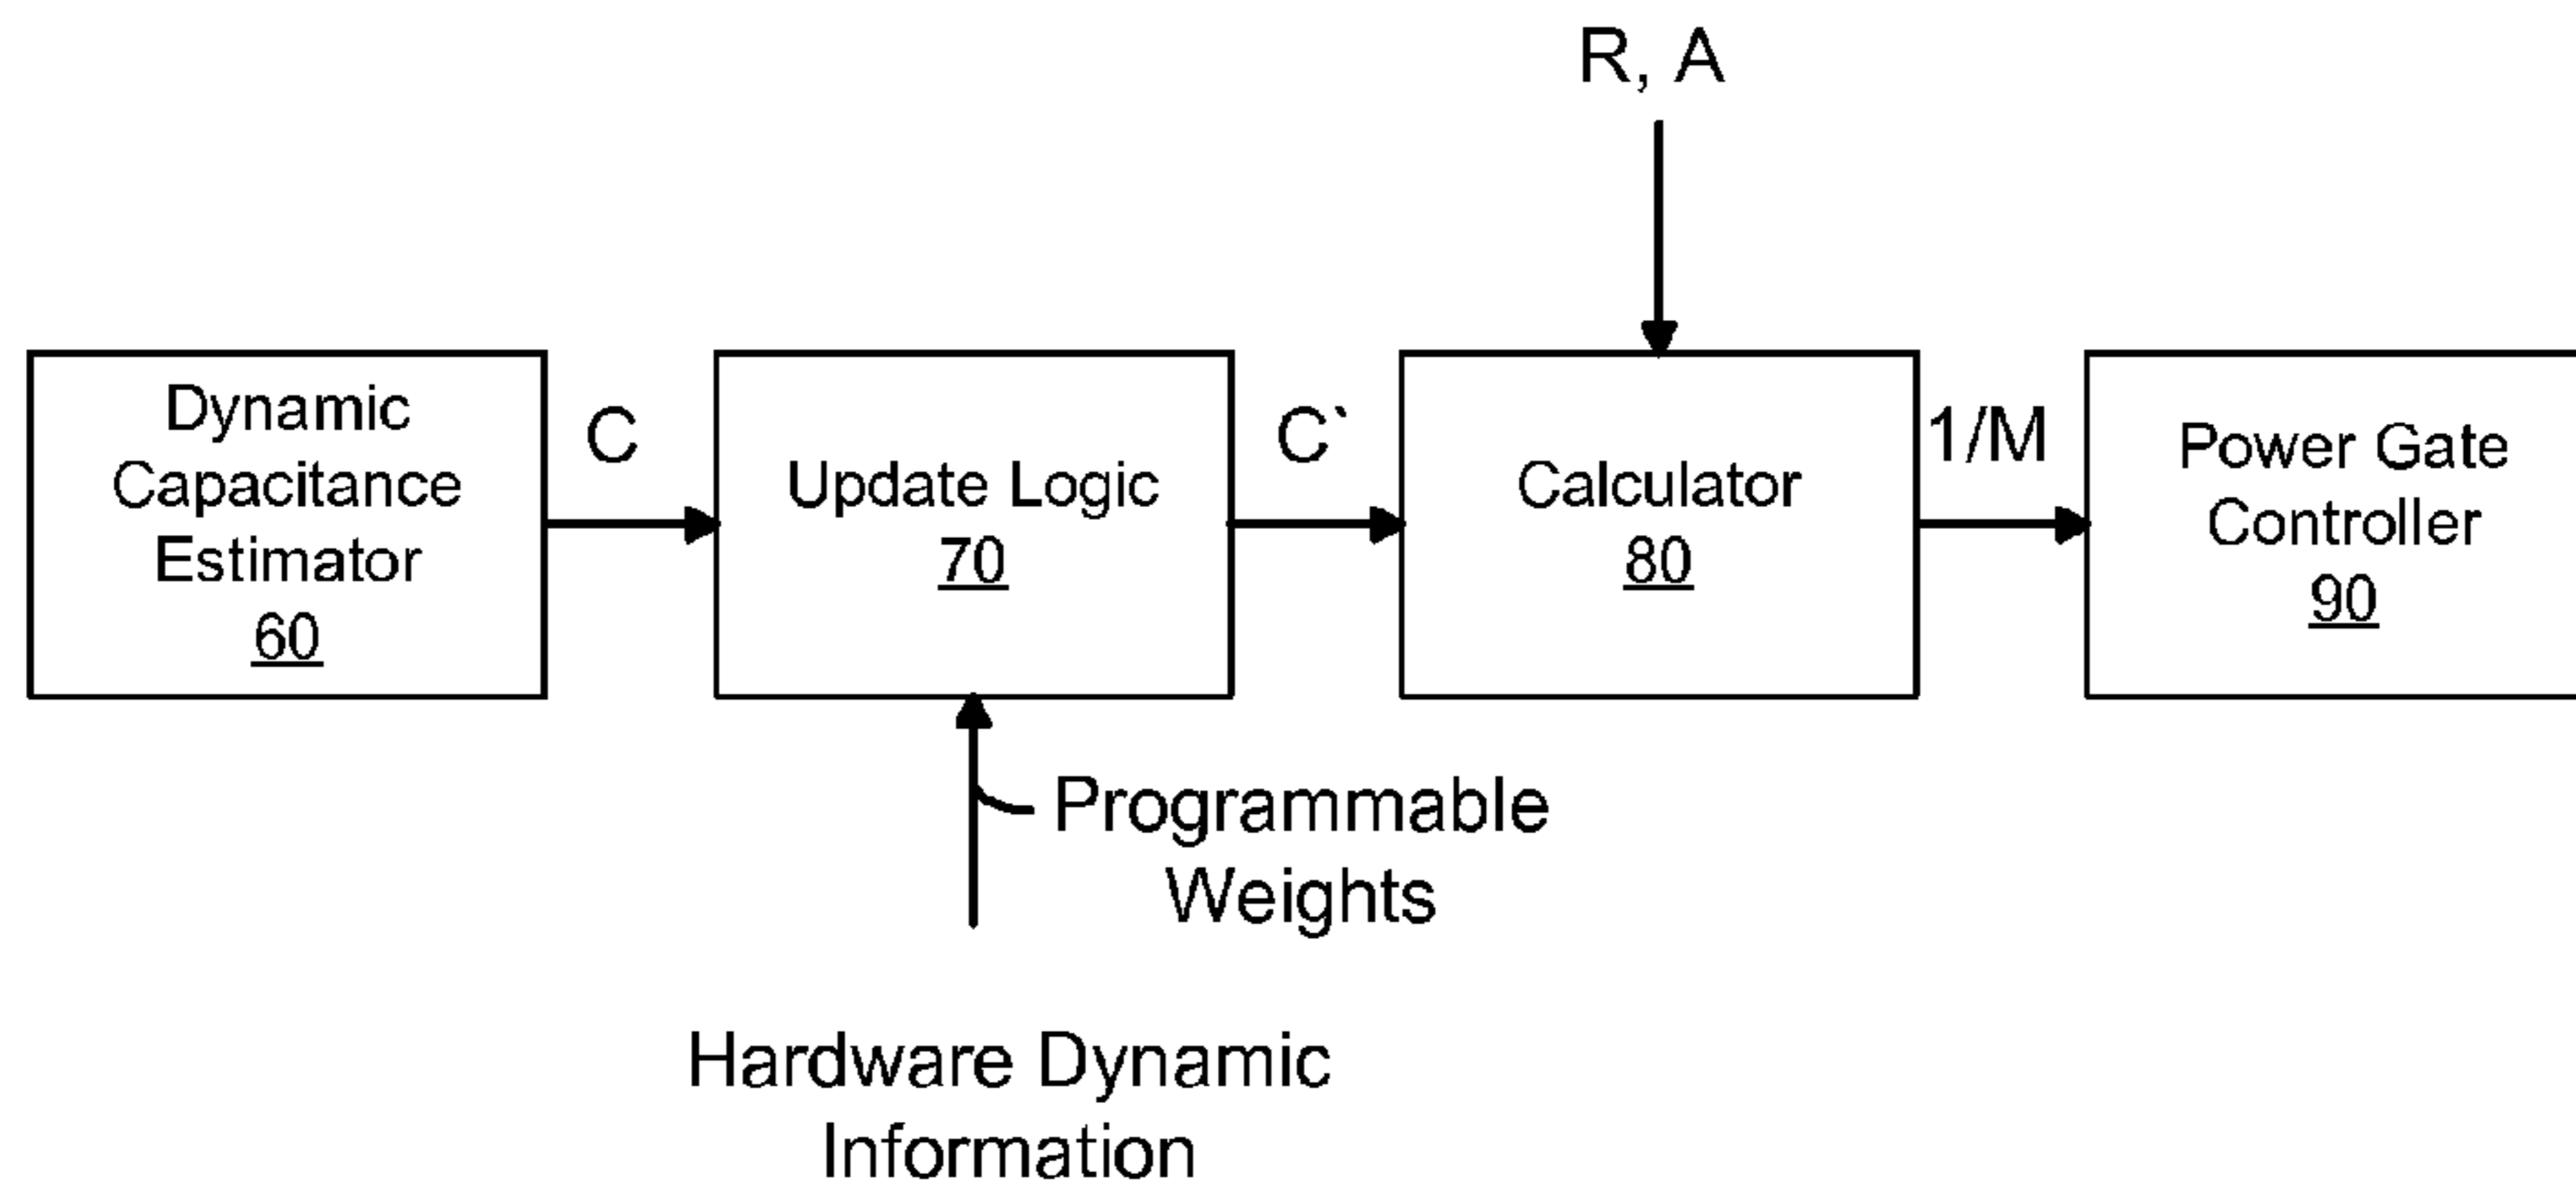 R, A
Dynamic
Capacitance
Estimator
60
C
Update Logic
70
C`
Calculator
80
1/M
Power Gate
Controller
90
Programmable
Weights
Hardware Dynamic
Information